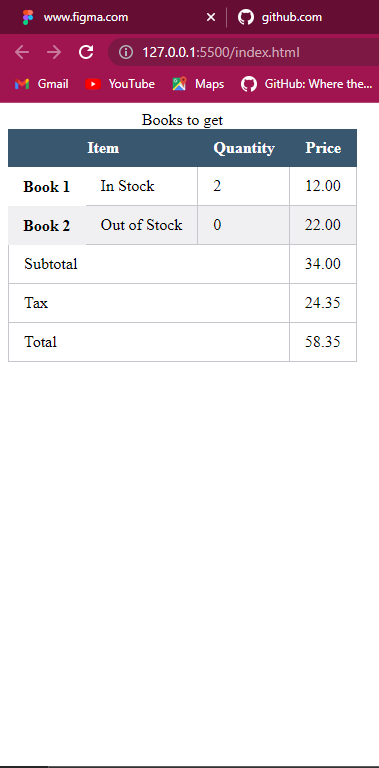 www.figma.com × github.com
127.0.0.1:5500/index.html
Gmail YouTube Maps GitHub: Where the...
Books to get
Item Quantity Price
Book 1 In Stock 2 12.00
Book 2 Out of Stock 0 22.00
Subtotal 34.00
Tax 24.35
Total 58.35